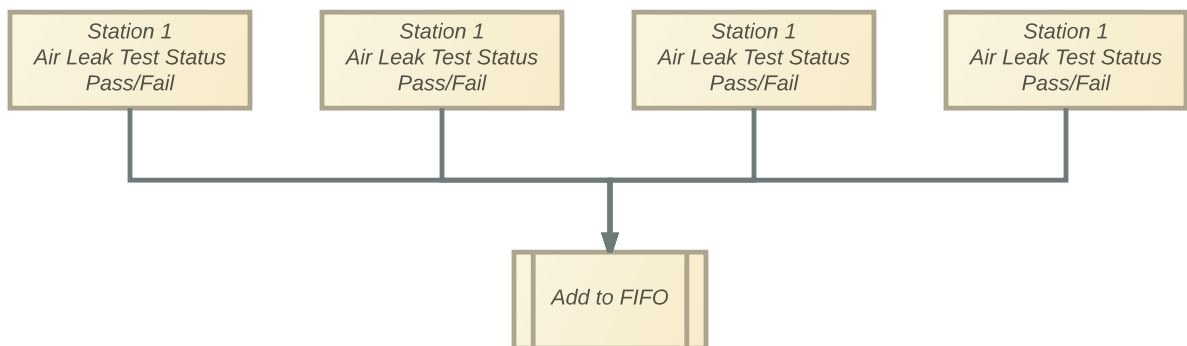 Station 1
Air Leak Test Status
Pass/Fail
Station 1
Air Leak Test Status
Pass/Fail
Station 1
Air Leak Test Status
Pass/Fail
Station 1
Air Leak Test Status
Pass/Fail
Add to FIFO